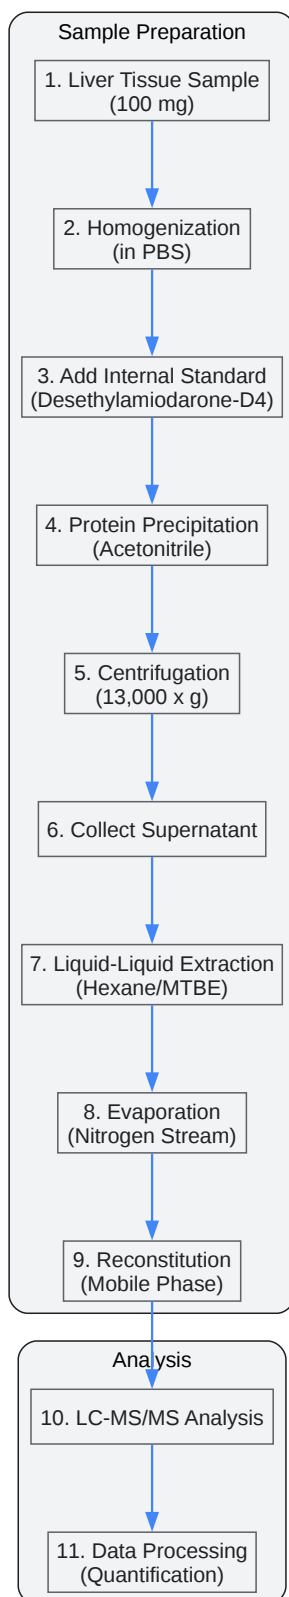 Sample Preparation
1. Liver Tissue Sample
(100 mg)
2. Homogenization
(in PBS)
3. Add Internal Standard
(Desethylamiodarone-D4)
4. Protein Precipitation
(Acetonitrile)
5. Centrifugation
(13,000 x g)
6. Collect Supernatant
7. Liquid-Liquid Extraction
(Hexane/MTBE)
8. Evaporation
(Nitrogen Stream)
9. Reconstitution
(Mobile Phase)
Analysis
10. LC-MS/MS Analysis
11. Data Processing
(Quantification)